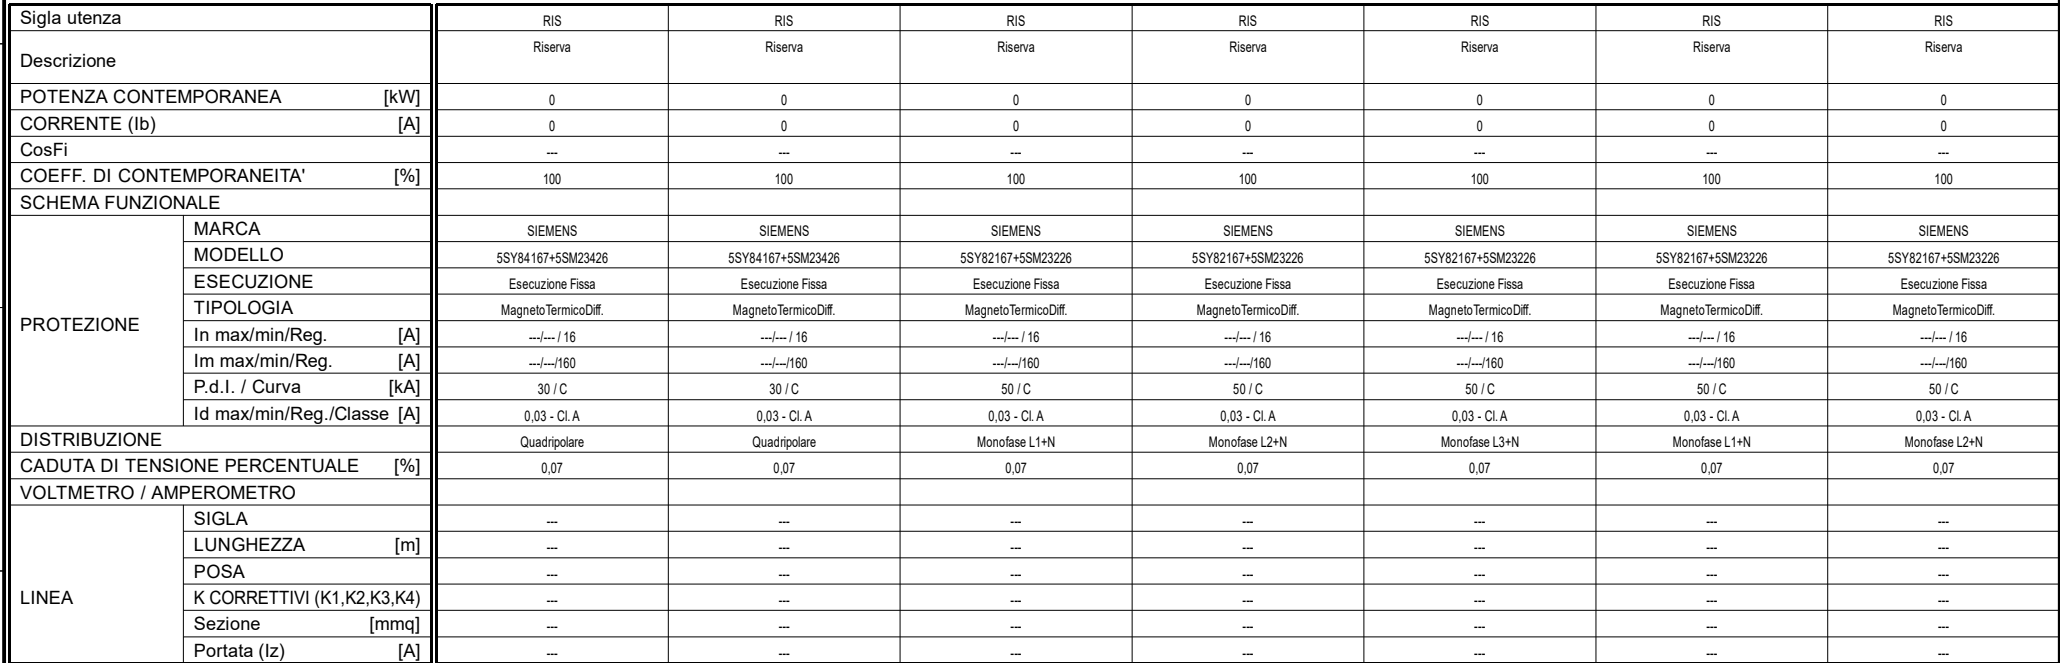 Sigla utenza RIS RIS RIS RIS RIS RIS RIS
Descrizione Riserva Riserva Riserva Riserva Riserva Riserva Riserva
POTENZA CONTEMPORANEA [kW] 0 0 0 0 0 0 0
CORRENTE (Ib) [A] 0 0 0 0 0 0 0
CosFi --- --- --- --- --- --- ---
COEFF. DI CONTEMPORANEITA' [%] 100 100 100 100 100 100 100
SCHEMA FUNZIONALE
PROTEZIONE
MARCA SIEMENS SIEMENS SIEMENS SIEMENS SIEMENS SIEMENS SIEMENS
MODELLO 5SY84167+5SM23426 5SY84167+5SM23426 5SY82167+5SM23226 5SY82167+5SM23226 5SY82167+5SM23226 5SY82167+5SM23226 5SY82167+5SM23226
ESECUZIONE Esecuzione Fissa Esecuzione Fissa Esecuzione Fissa Esecuzione Fissa Esecuzione Fissa Esecuzione Fissa Esecuzione Fissa
TIPOLOGIA MagnetoTermicoDiff. MagnetoTermicoDiff. MagnetoTermicoDiff. MagnetoTermicoDiff. MagnetoTermicoDiff. MagnetoTermicoDiff. MagnetoTermicoDiff.
In max/min/Reg. [A] ---/--- / 16 ---/--- / 16 ---/--- / 16 ---/--- / 16 ---/--- / 16 ---/--- / 16 ---/--- / 16
Im max/min/Reg. [A] ---/---/160 ---/---/160 ---/---/160 ---/---/160 ---/---/160 ---/---/160 ---/---/160
P.d.I. / Curva [kA] 30 / C 30 / C 50 / C 50 / C 50 / C 50 / C 50 / C
Id max/min/Reg./Classe [A] 0,03 - Cl. A 0,03 - Cl. A 0,03 - Cl. A 0,03 - Cl. A 0,03 - Cl. A 0,03 - Cl. A 0,03 - Cl. A
DISTRIBUZIONE Quadripolare Quadripolare Monofase L1+N Monofase L2+N Monofase L3+N Monofase L1+N Monofase L2+N
CADUTA DI TENSIONE PERCENTUALE [%] 0,07 0,07 0,07 0,07 0,07 0,07 0,07
VOLTMETRO / AMPEROMETRO
LINEA
SIGLA --- --- --- --- --- --- ---
LUNGHEZZA [m] --- --- --- --- --- --- ---
POSA --- --- --- --- --- --- ---
K CORRETTIVI (K1,K2,K3,K4) --- --- --- --- --- --- ---
Sezione [mmq] --- --- --- --- --- --- ---
Portata (Iz) [A] --- --- --- --- --- --- ---